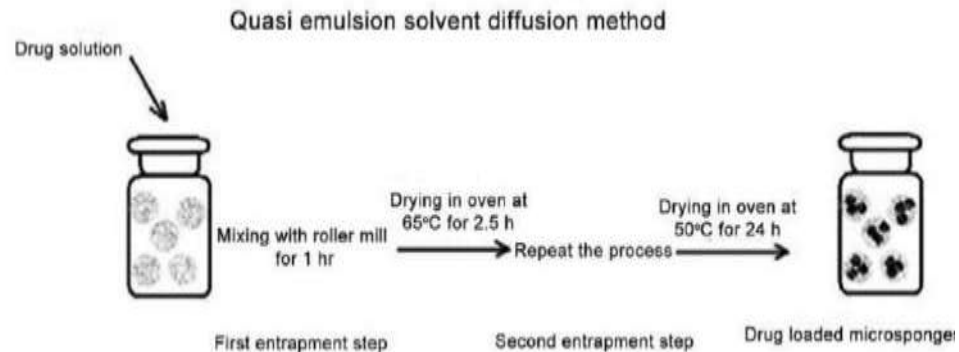 Quasi emulsion solvent diffusion method
Drug solution
Mixing with roller mill
for 1 hr
Drying in oven at
65°C for 2.5 h
Repeat the process
Drying in oven at
50°C for 24 h
First entrapment step
Second entrapment step
Drug loaded microsponges